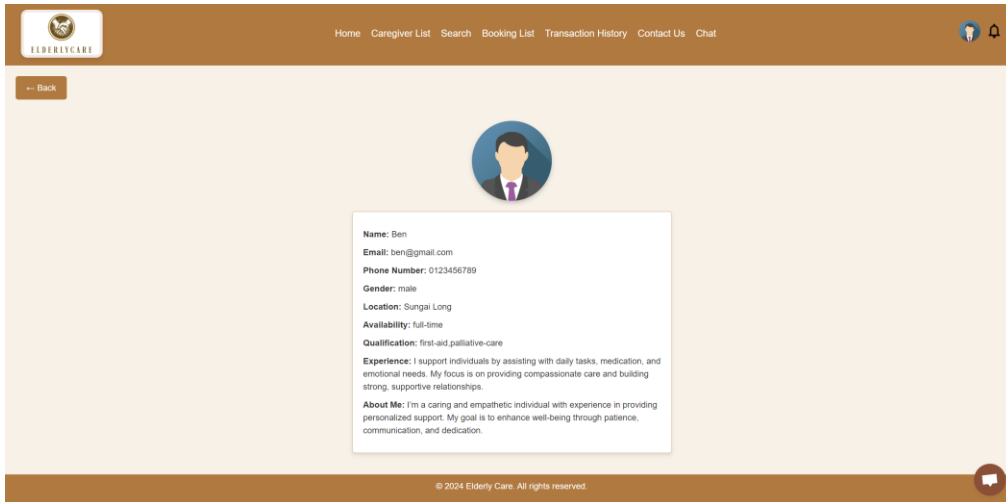 ELDERLYCARE
Home Caregiver List Search Booking List Transaction History Contact Us Chat
← Back
Name: Ben
Email: ben@gmail.com
Phone Number: 0123456789
Gender: male
Location: Sungai Long
Availability: full-time
Qualification: first-aid,palliative-care
Experience: I support individuals by assisting with daily tasks, medication, and
emotional needs. My focus is on providing compassionate care and building
strong, supportive relationships.
About Me: I'm a caring and empathetic individual with experience in providing
personalized support. My goal is to enhance well-being through patience,
communication, and dedication.
© 2024 Elderly Care. All rights reserved.